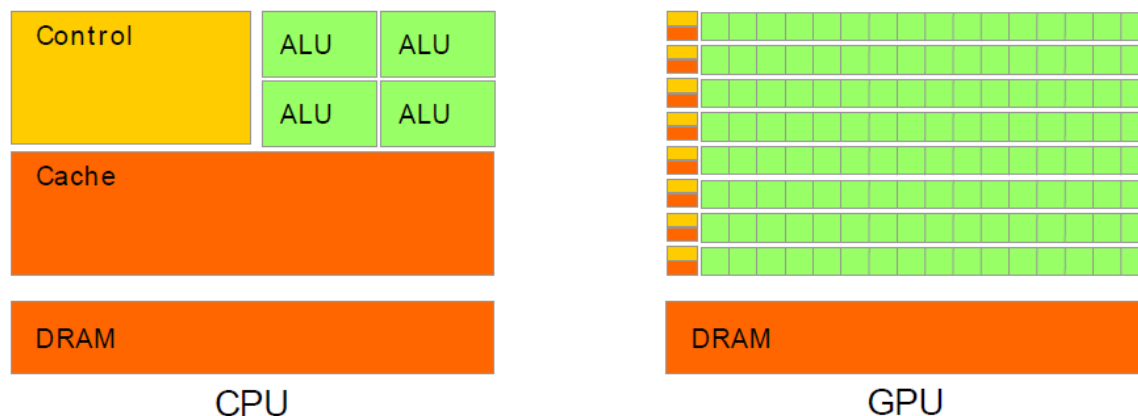 Control
ALU
ALU
ALU
ALU
Cache
DRAM
CPU
DRAM
GPU